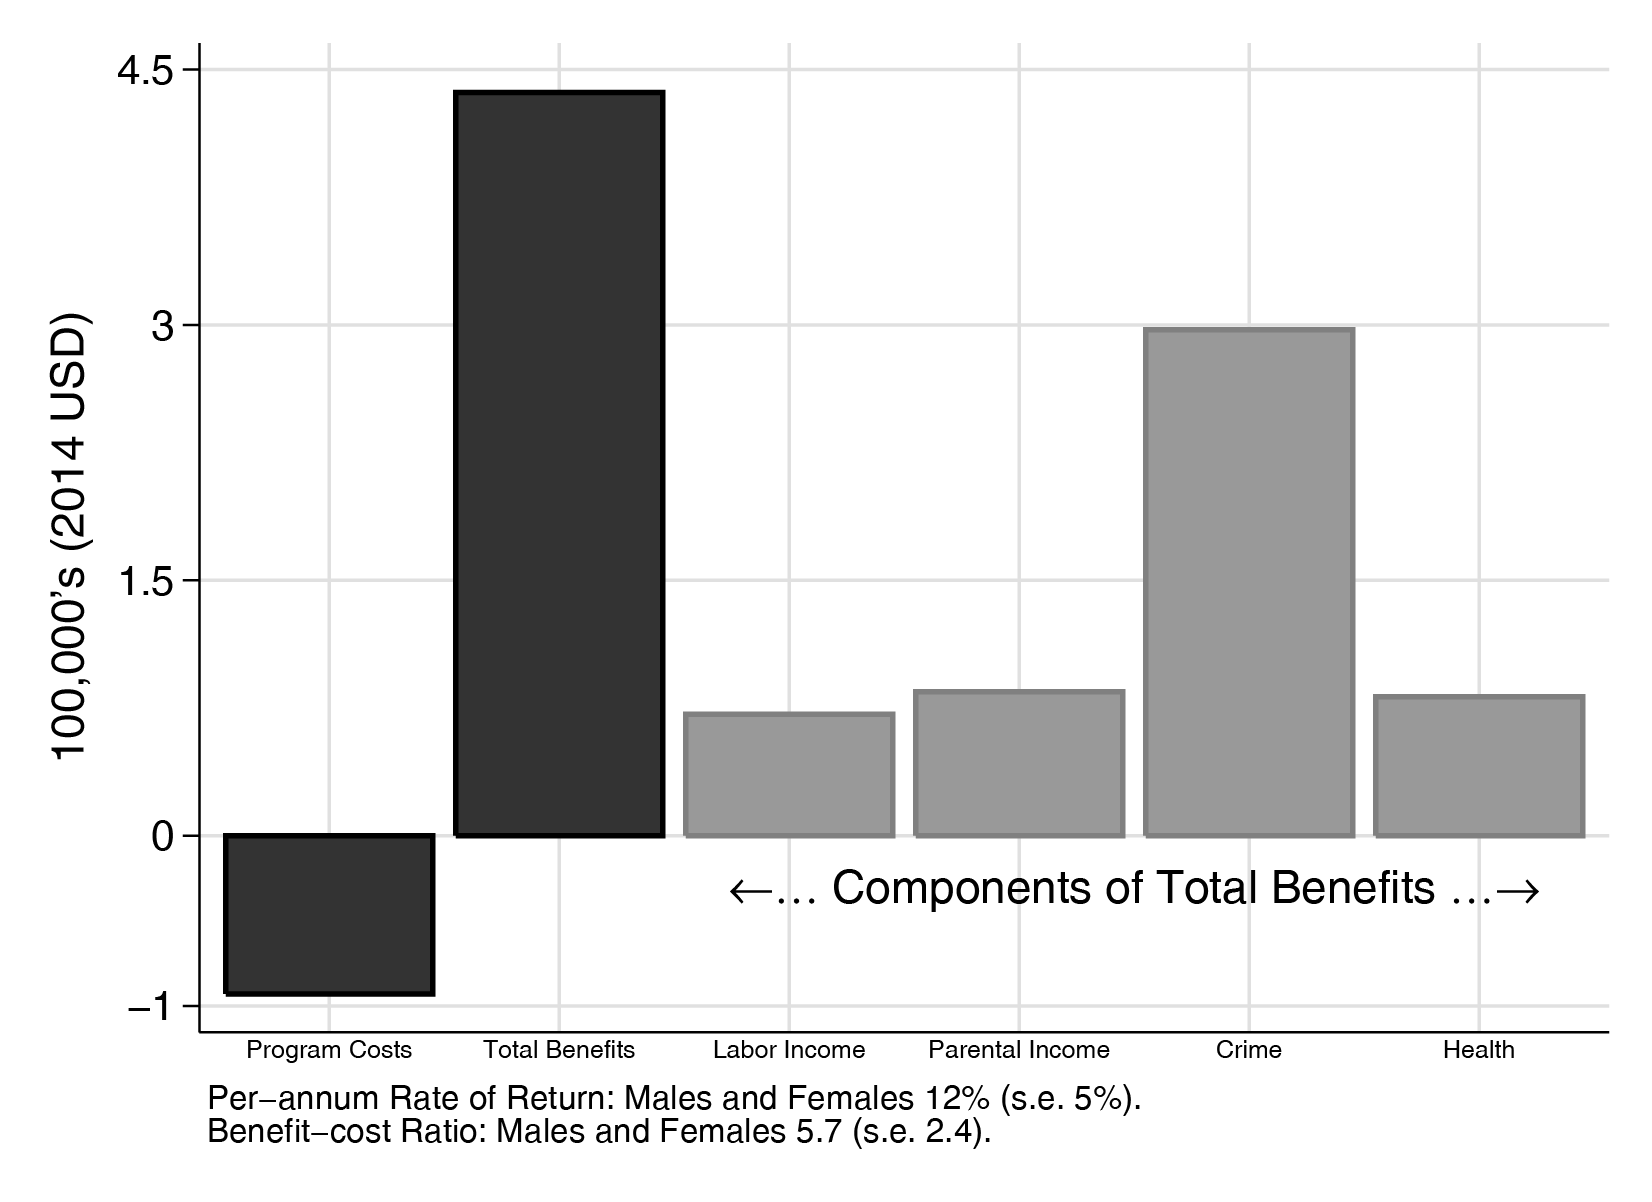 100,000's (2014 USD)
4.5
3
1.5
0
−1
←... Components of Total Benefits ...→
Program Costs
Total Benefits
Labor Income
Parental Income
Crime
Health
Per−annum Rate of Return: Males and Females 12% (s.e. 5%).
Benefit−cost Ratio: Males and Females 5.7 (s.e. 2.4).